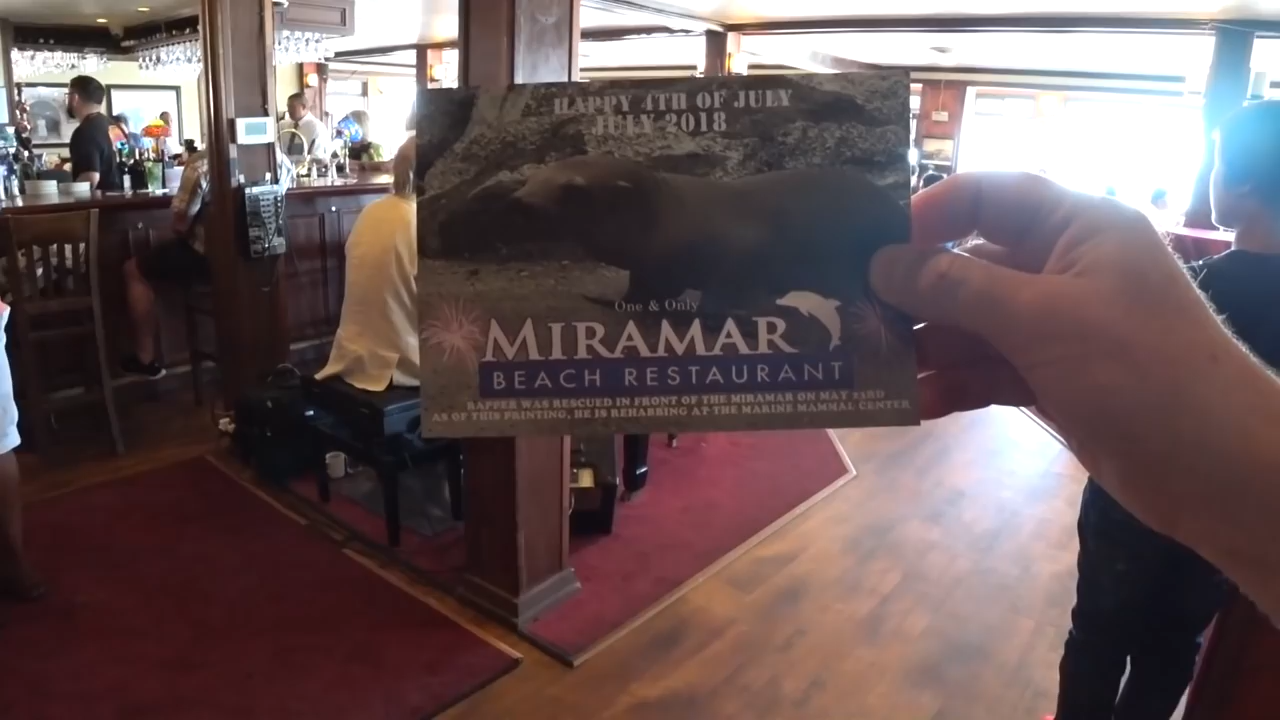 HAPPY 4TH OF JULY
JULY 2018
One & Only
MIRAMAR
BEACH RESTAURANT
RAPPER WAS RESCUED IN FRONT OF THE MIRAMAR ON MAY 23RD
AS OF THIS PRINTING, HE IS REHABBING AT THE MARINE MAMMAL CENTER